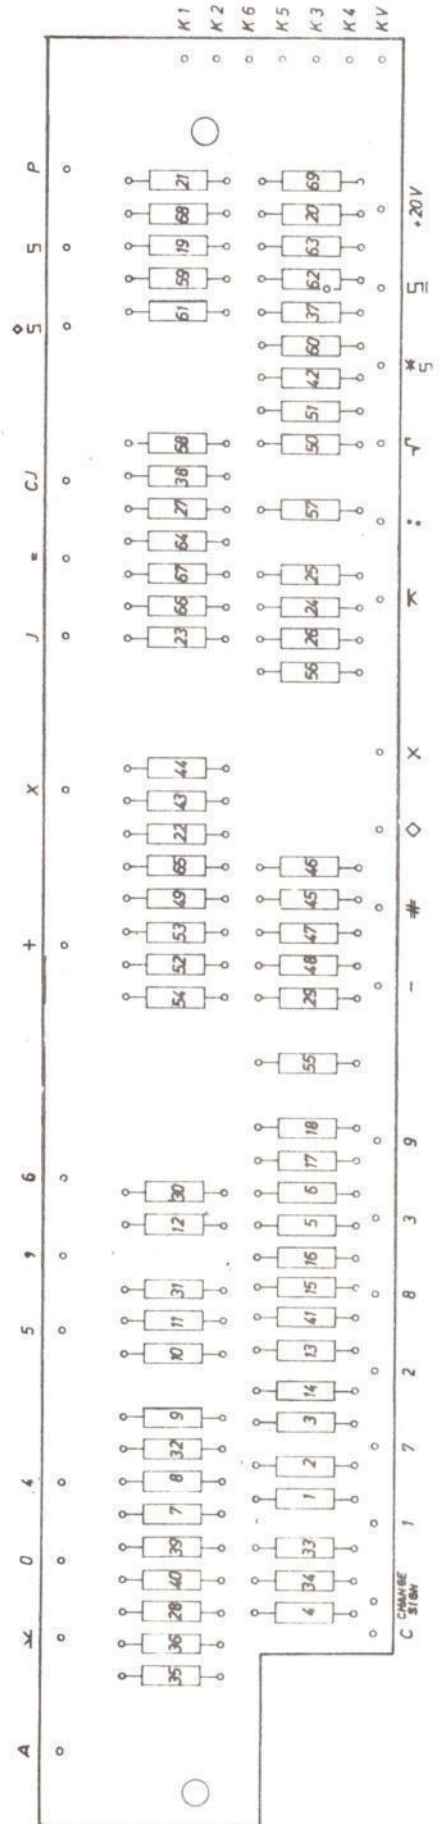 A 0 4 5 , 6 + X J = CJ ◇S S P
K1
K2
K6
K5
K3
K4
KV
35 36 28 40 39 7 8 32 9 10 11 31 12 30 54 52 53 49 65 22 43 44 23 66 67 64 27 38 58 61 59 19 68 21
4 34 33 1 2 3 14 13 41 15 16 5 6 17 18 55 29 48 47 45 46 56 26 24 25 57 50 51 42 60 37 62 63 20 69
C CHANGE 1 7 2 8 3 9 - # ◇ X K̅ : √ *S S̲ +20V
SIGN